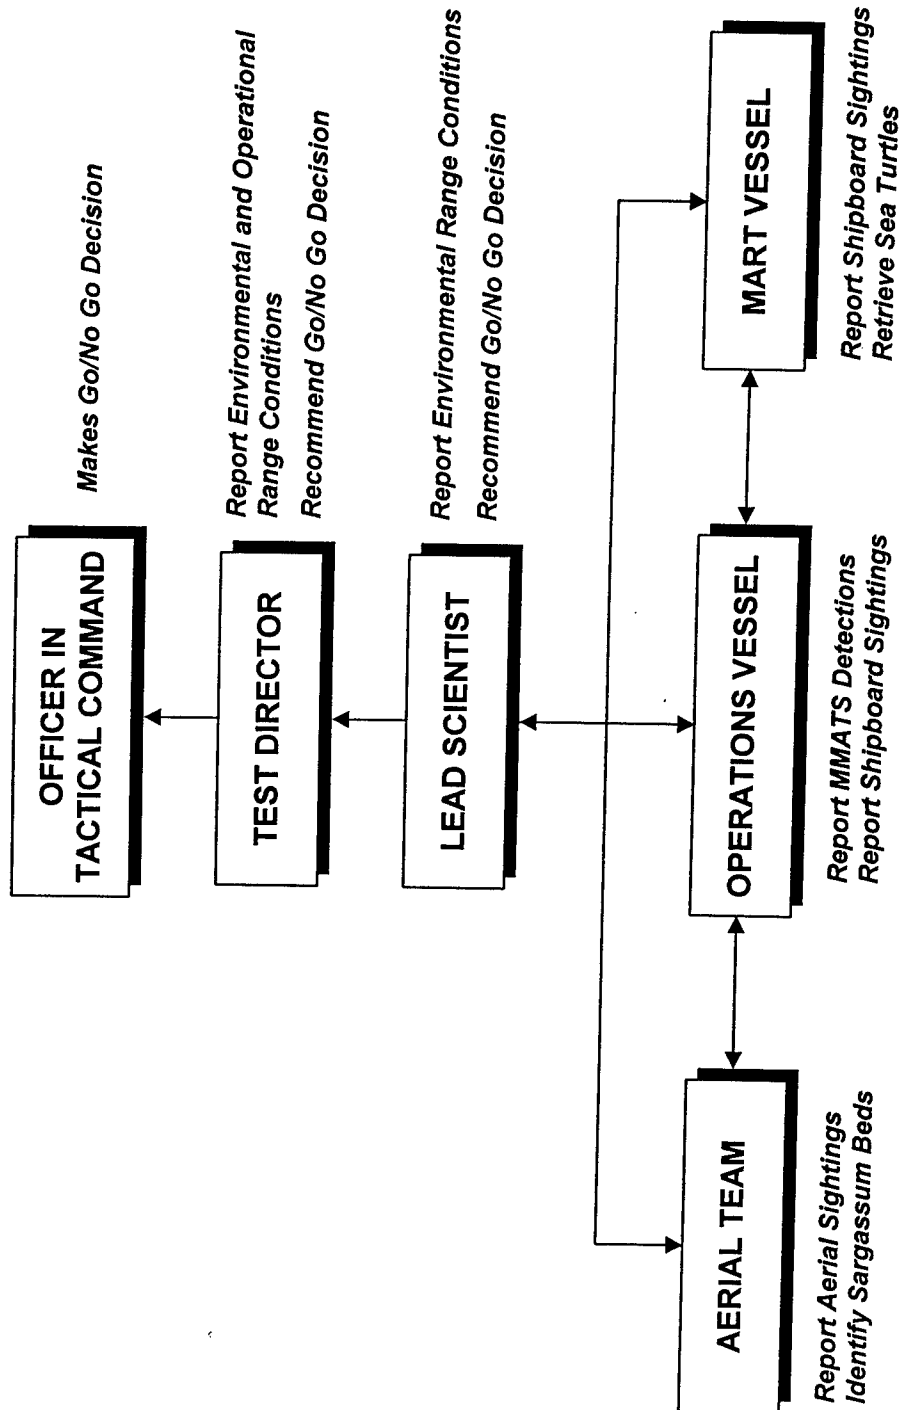 OFFICER IN
TACTICAL COMMAND
Makes Go/No Go Decision
TEST DIRECTOR
Report Environmental and Operational
Range Conditions
Recommend Go/No Go Decision
LEAD SCIENTIST
Report Environmental Range Conditions
Recommend Go/No Go Decision
AERIAL TEAM
Report Aerial Sightings
Identify Sargassum Beds
OPERATIONS VESSEL
Report MMATS Detections
Report Shipboard Sightings
MART VESSEL
Report Shipboard Sightings
Retrieve Sea Turtles